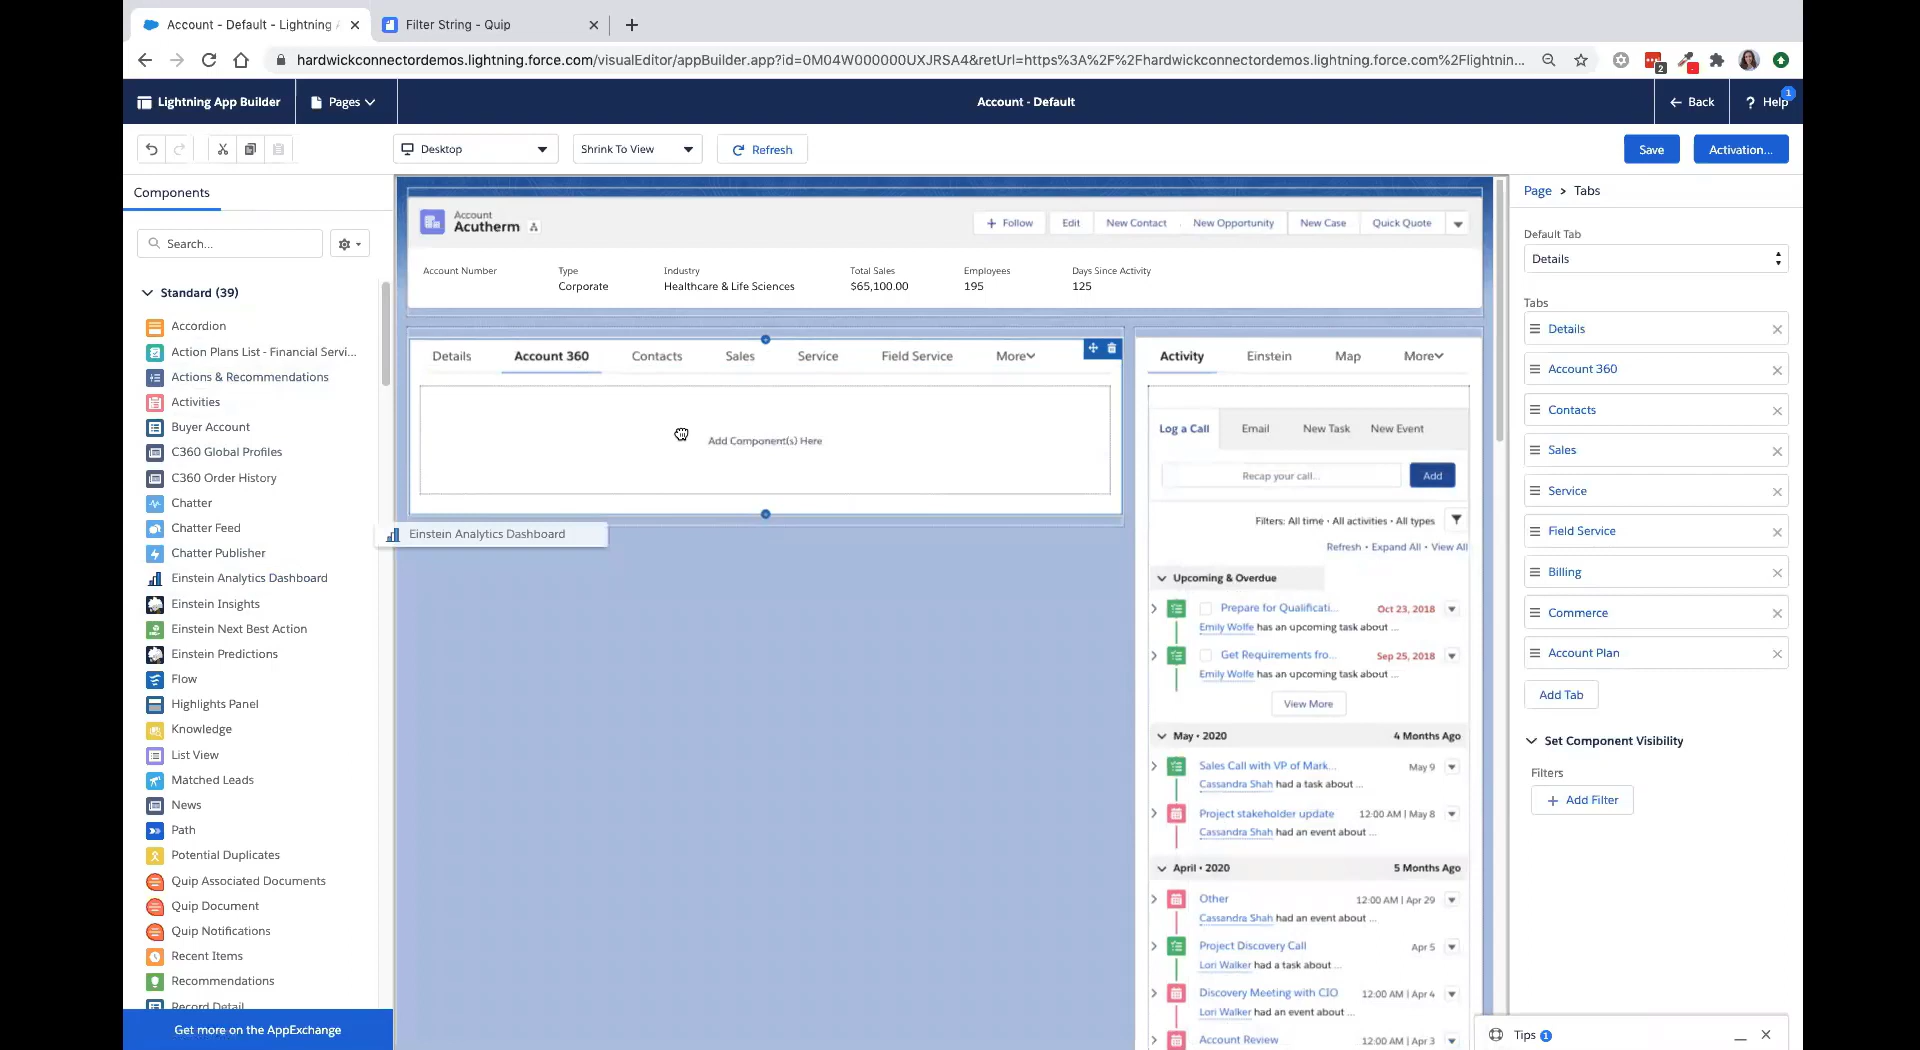 Account - Default - Lightning
Filter String - Quip
hardwickconnectordemos.lightning.force.com/visualEditor/appBuilder.app?id=0M04W000000UXJRSA4&retUrl=https%3A%2F%2Fhardwickconnectordemos.lightning.force.com%2Flightnin...
2
Lightning App Builder
Pages
Account - Default
Back
? Help
1
Desktop
Shrink To View
Refresh
Save
Activation...
Components
Search...
Standard (39)
Accordion
Action Plans List - Financial Servi...
Actions & Recommendations
Activities
Buyer Account
C360 Global Profiles
C360 Order History
Chatter
Chatter Feed
Chatter Publisher
Einstein Analytics Dashboard
Einstein Insights
Einstein Next Best Action
Einstein Predictions
Flow
Highlights Panel
Knowledge
List View
Matched Leads
News
Path
Potential Duplicates
Quip Associated Documents
Quip Document
Quip Notifications
Recent Items
Recommendations
Record Detail
Get more on the AppExchange
Account
Acutherm
+ Follow
Edit
New Contact
New Opportunity
New Case
Quick Quote
Account Number
Type
Industry
Total Sales
Employees
Days Since Activity
Corporate
Healthcare & Life Sciences
$65,100.00
195
125
Details
Account 360
Contacts
Sales
Service
Field Service
More
Add Component(s) Here
Einstein Analytics Dashboard
Activity
Einstein
Map
More
Log a Call
Email
New Task
New Event
Recap your call...
Add
Filters: All time • All activities • All types
Refresh • Expand All • View All
Upcoming & Overdue
Prepare for Qualificati...
Oct 23, 2018
Emily Wolfe has an upcoming task about ...
Get Requirements fro...
Sep 25, 2018
Emily Wolfe has an upcoming task about ...
View More
May • 2020
4 Months Ago
Sales Call with VP of Mark...
May 9
Cassandra Shah had a task about ...
Project stakeholder update
12:00 AM | May 8
Cassandra Shah had an event about ...
April • 2020
5 Months Ago
Other
12:00 AM | Apr 29
Cassandra Shah had an event about ...
Project Discovery Call
Apr 5
Lori Walker had a task about ...
Discovery Meeting with CIO
12:00 AM | Apr 4
Lori Walker had an event about ...
Account Review
12:00 AM | Apr 3
Page > Tabs
Default Tab
Details
Tabs
Details
Account 360
Contacts
Sales
Service
Field Service
Billing
Commerce
Account Plan
Add Tab
Set Component Visibility
Filters
+ Add Filter
Tips 1